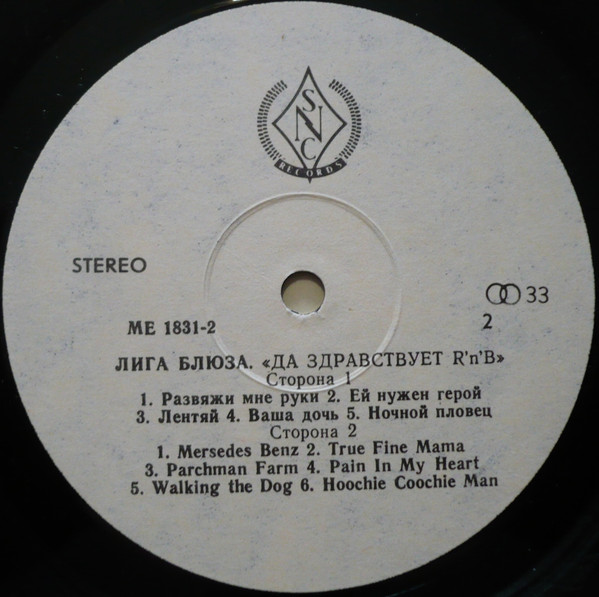 S
N
C
RECORDS
STEREO
33
ME 1831-2
2
ЛИГА БЛЮЗА. «ДА ЗДРАВСТВУЕТ R'n'B»
Сторона 1
1. Развяжи мне руки 2. Ей нужен герой
3. Лентяй 4. Ваша дочь 5. Ночной пловец
Сторона 2
1. Mersedes Benz 2. True Fine Mama
3. Parchman Farm 4. Pain In My Heart
5. Walking the Dog 6. Hoochie Coochie Man